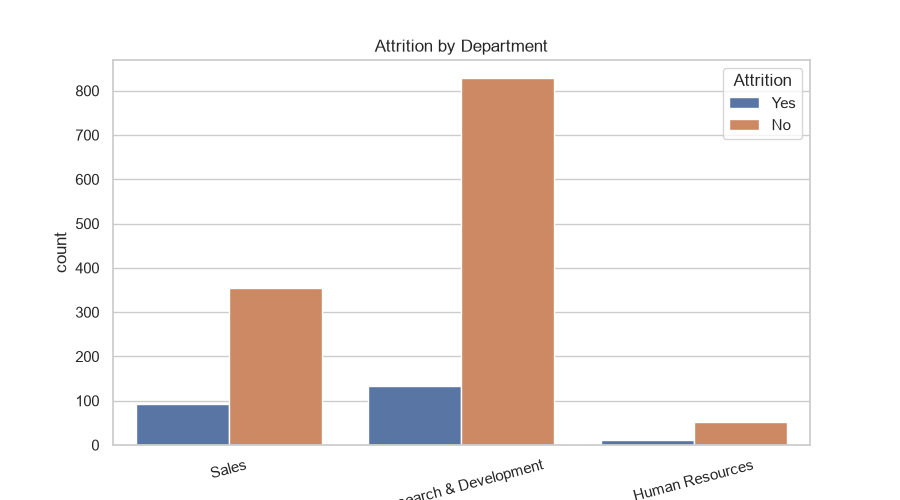 Attrition by Department
Attrition
Yes
No
800
700
600
500
400
300
200
100
0
count
Sales
& Development
Human Resources